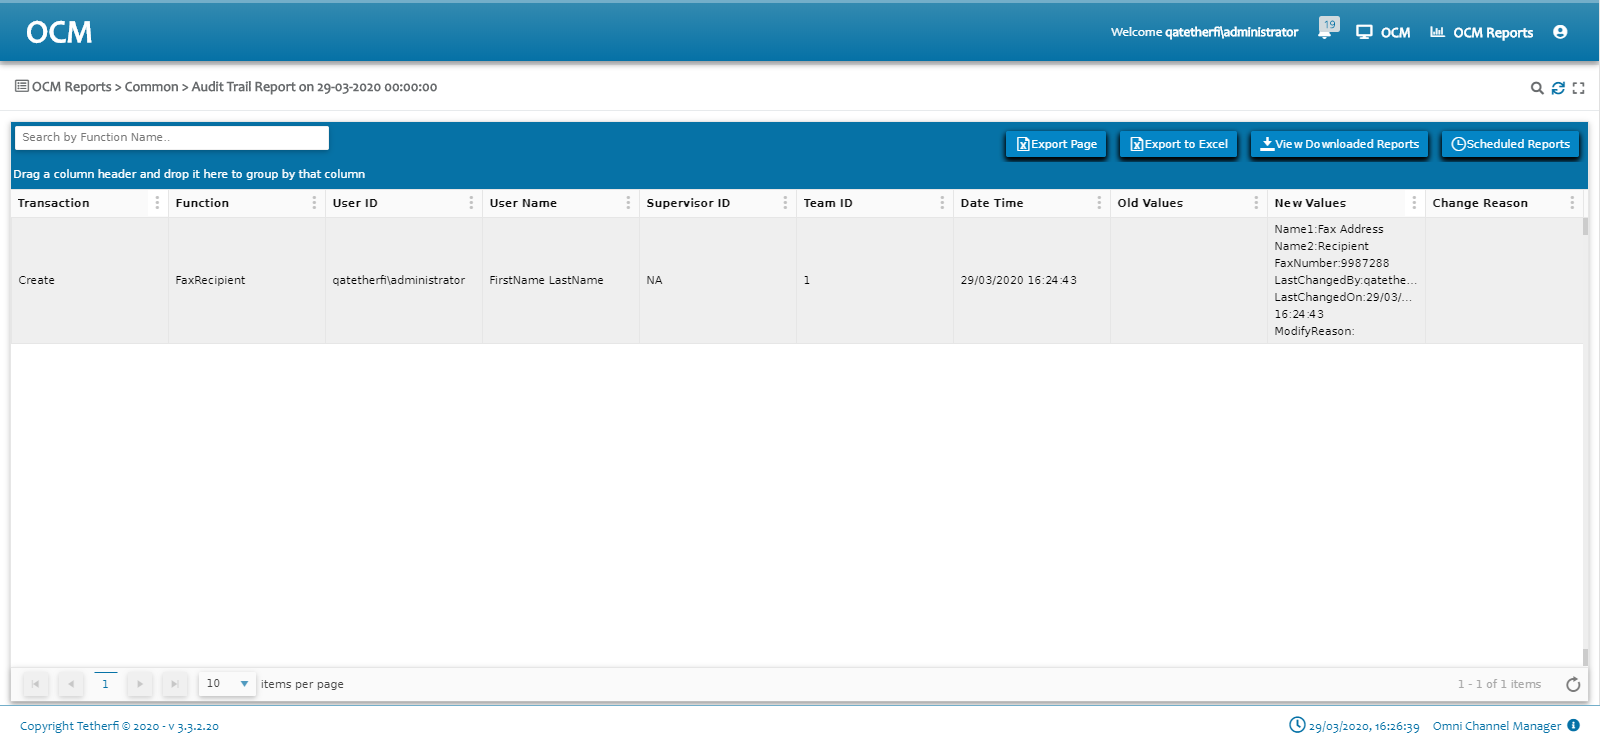 OCM
Welcome qatetherfi\administrator
19
OCM
OCM Reports
OCM Reports > Common > Audit Trail Report on 29-03-2020 00:00:00
Search by Function Name..
Export Page
Export to Excel
View Downloaded Reports
Scheduled Reports
Drag a column header and drop it here to group by that column
Transaction
Function
User ID
User Name
Supervisor ID
Team ID
Date Time
Old Values
New Values
Change Reason
Create
FaxRecipient
qatetherfi\administrator
FirstName LastName
NA
1
29/03/2020 16:24:43
Name1:Fax Address
Name2:Recipient
FaxNumber:9987288
LastChangedBy:qatethe...
LastChangedOn:29/03/...
16:24:43
ModifyReason:
1
10
items per page
1 - 1 of 1 items
Copyright Tetherfi © 2020 - v 3.3.2.20
29/03/2020, 16:26:39
Omni Channel Manager